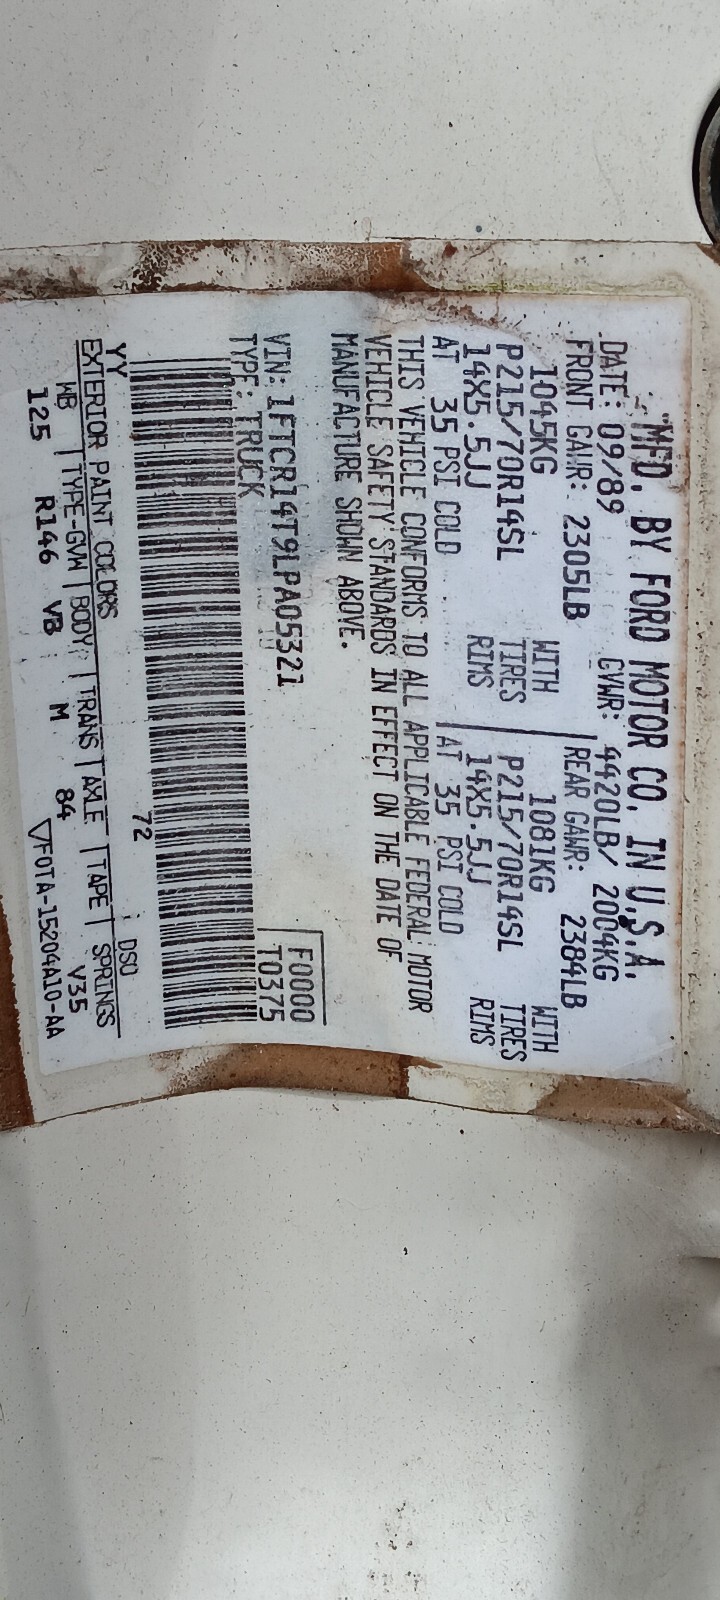 MFD. BY FORD MOTOR CO. IN U.S.A.
DATE: 09/89 GVWR: 4420LB/ 2004KG
FRONT GAWR: 2305LB REAR GAWR: 2384LB
1045KG WITH 1081KG WITH
P215/70R14SL TIRES P215/70R14SL TIRES
14X5.5JJ RIMS 14X5.5JJ RIMS
AT 35 PSI COLD AT 35 PSI COLD
THIS VEHICLE CONFORMS TO ALL APPLICABLE FEDERAL MOTOR
VEHICLE SAFETY STANDARDS IN EFFECT ON THE DATE OF
MANUFACTURE SHOWN ABOVE.
F0000
VIN: 1FTCR14T9LPA05321 T0375
TYPE: TRUCK
72
YY DSO
EXTERIOR PAINT COLORS
WB | TYPE-GVM | BODY | TRANS | AXLE | TAPE | SPRINGS
125 R146 VB M 84 V35
▽F0TA-15204A10-AA